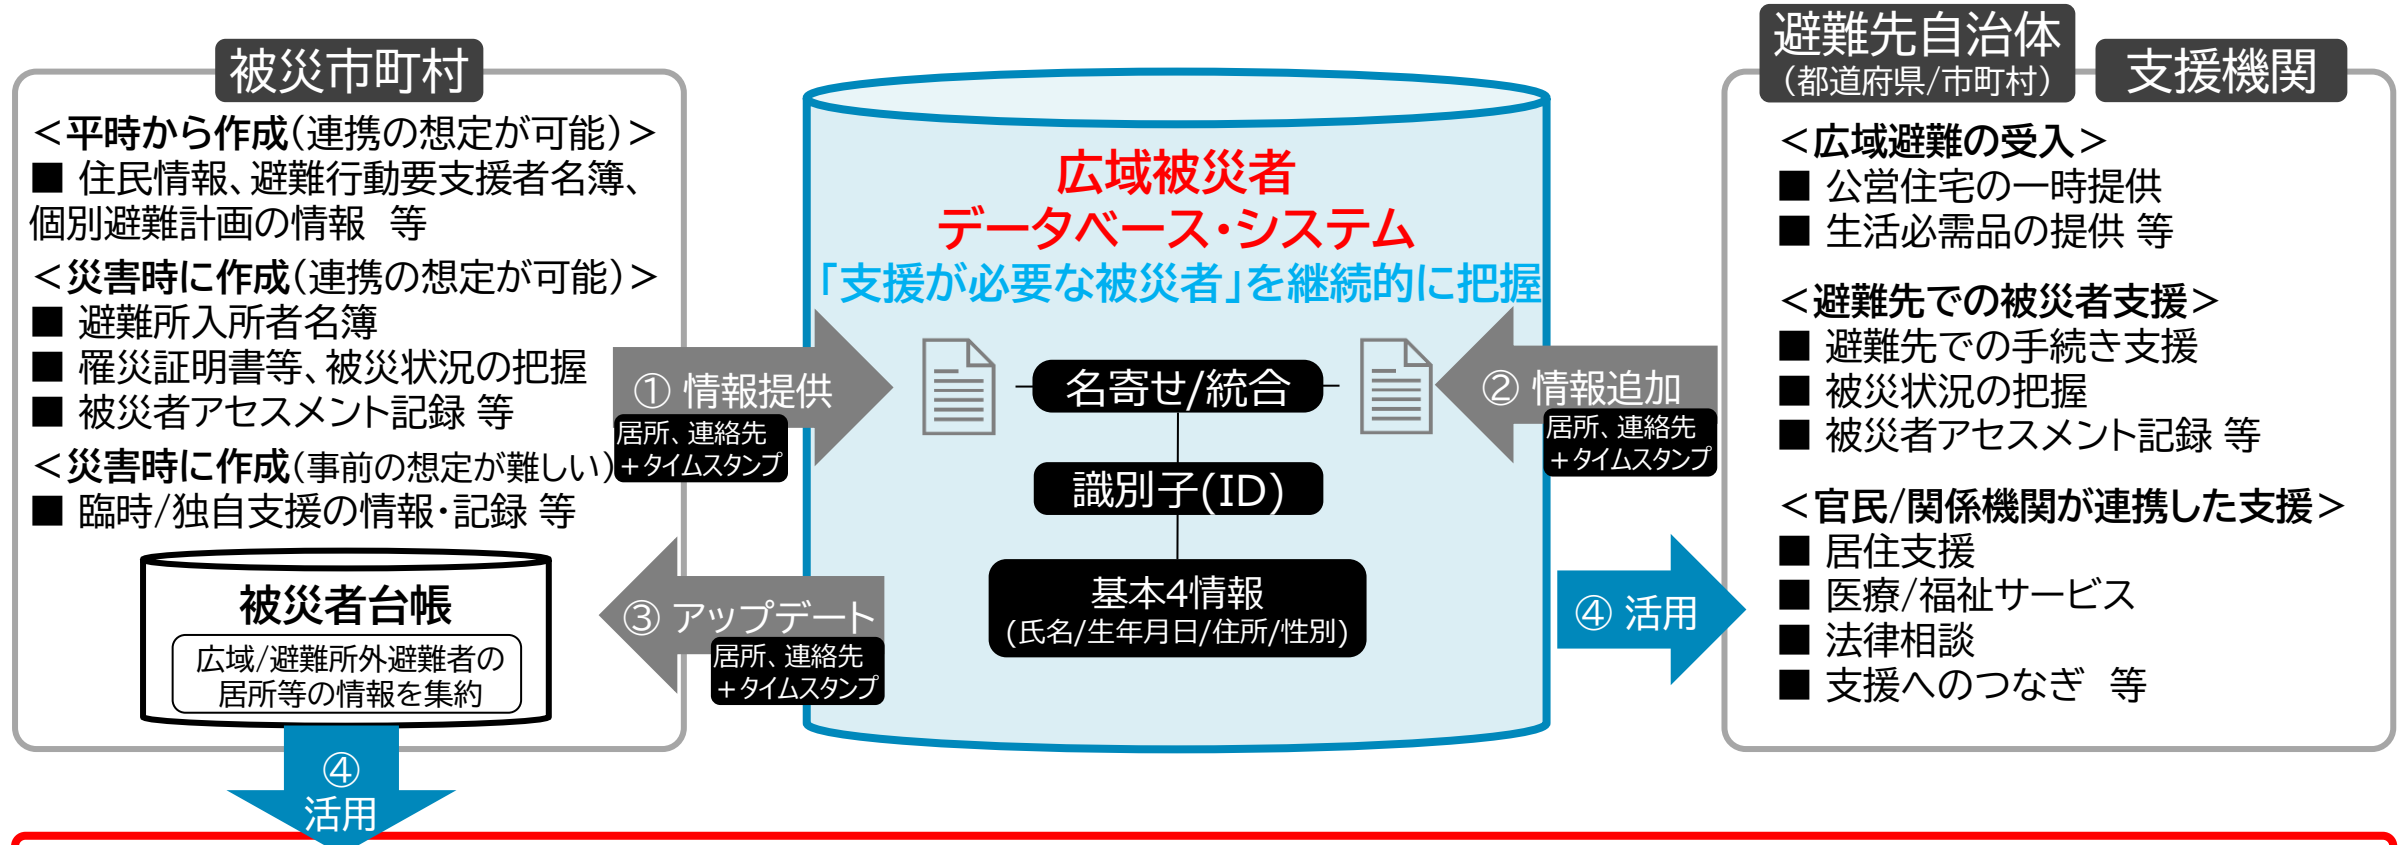 被災市町村
＜平時から作成(連携の想定が可能)＞
■ 住民情報、避難行動要支援者名簿、
個別避難計画の情報　等
＜災害時に作成(連携の想定が可能)＞
■ 避難所入所者名簿
■ 罹災証明書等、被災状況の把握
■ 被災者アセスメント記録 等
＜災害時に作成(事前の想定が難しい)
■ 臨時/独自支援の情報・記録 等
被災者台帳
広域/避難所外避難者の
居所等の情報を集約
④
活用
① 情報提供
居所、連絡先
＋タイムスタンプ
③ アップデート
居所、連絡先
＋タイムスタンプ
広域被災者
データベース・システム
「支援が必要な被災者」を継続的に把握
名寄せ/統合
識別子(ID)
基本4情報
(氏名/生年月日/住所/性別)
② 情報追加
居所、連絡先
＋タイムスタンプ
④ 活用
避難先自治体
（都道府県/市町村）
支援機関
＜広域避難の受入＞
■ 公営住宅の一時提供
■ 生活必需品の提供 等
＜避難先での被災者支援＞
■ 避難先での手続き支援
■ 被災状況の把握
■ 被災者アセスメント記録 等
＜官民/関係機関が連携した支援＞
■ 居住支援
■ 医療/福祉サービス
■ 法律相談
■ 支援へのつなぎ　等